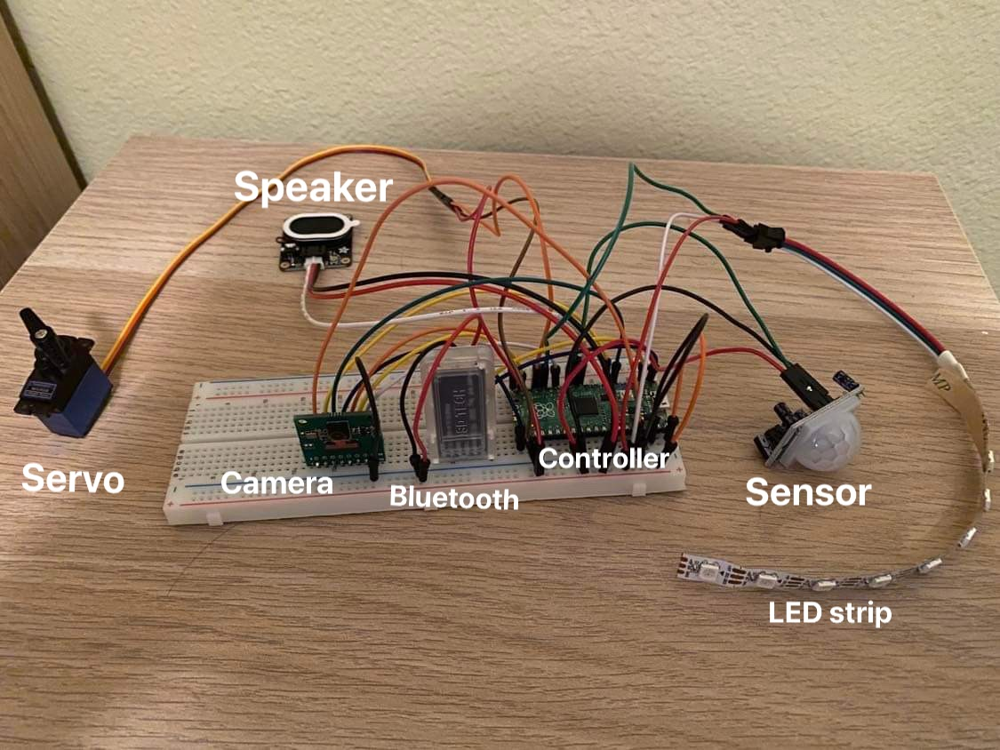 Speaker
Servo
Camera
Bluetooth
Controller
Sensor
LED strip